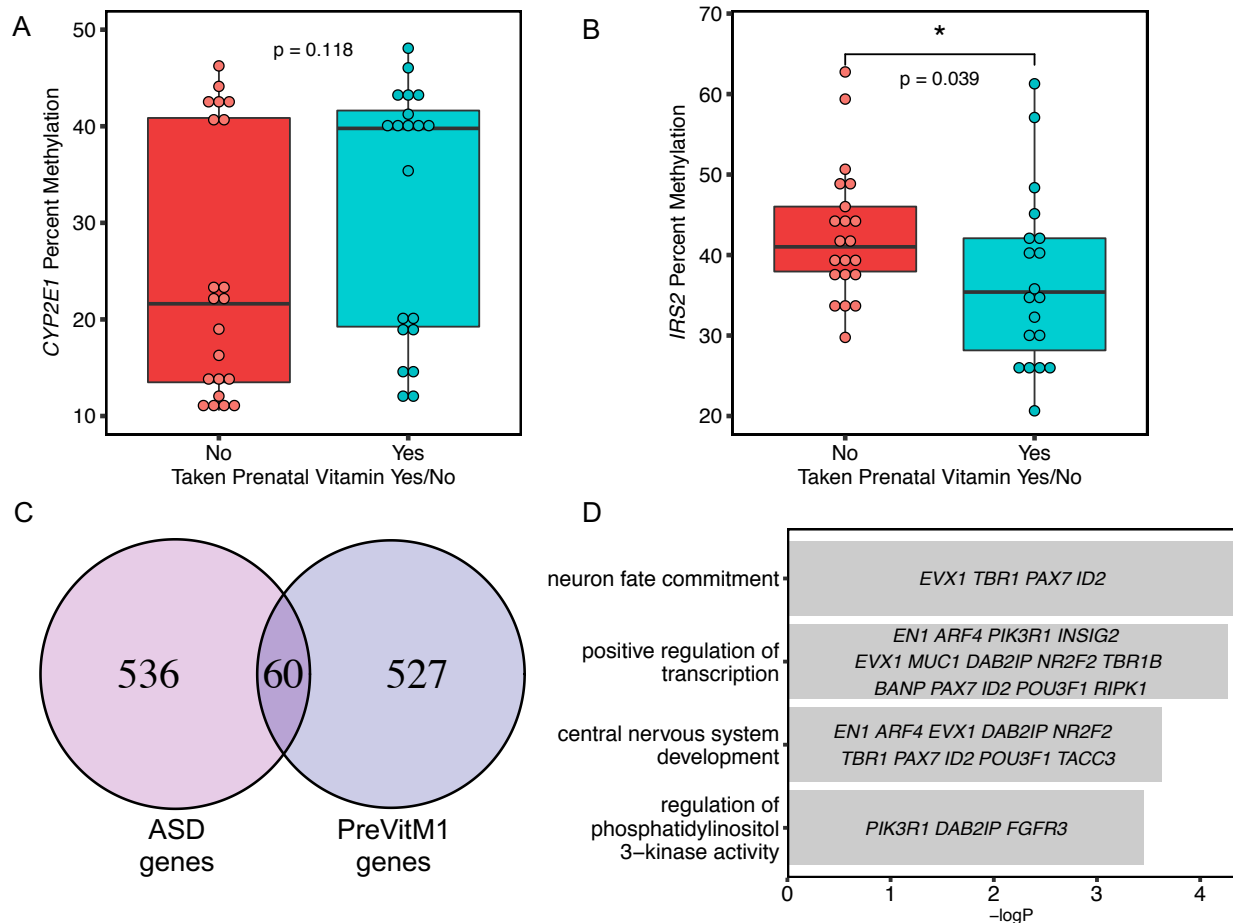 A
50
40
30
20
10
CYP2E1 Percent Methylation
p = 0.118
No
Yes
Taken Prenatal Vitamin Yes/No
B
70
60
50
40
30
20
IRS2 Percent Methylation
*
p = 0.039
No
Yes
Taken Prenatal Vitamin Yes/No
C
536
60
527
ASD
genes
PreVitM1
genes
D
neuron fate commitment
EVX1 TBR1 PAX7 ID2
positive regulation of
transcription
EN1 ARF4 PIK3R1 INSIG2
EVX1 MUC1 DAB2IP NR2F2 TBR1B
BANP PAX7 ID2 POU3F1 RIPK1
central nervous system
development
EN1 ARF4 EVX1 DAB2IP NR2F2
TBR1 PAX7 ID2 POU3F1 TACC3
regulation of
phosphatidylinositol
3−kinase activity
PIK3R1 DAB2IP FGFR3
0
1
2
3
4
−logP